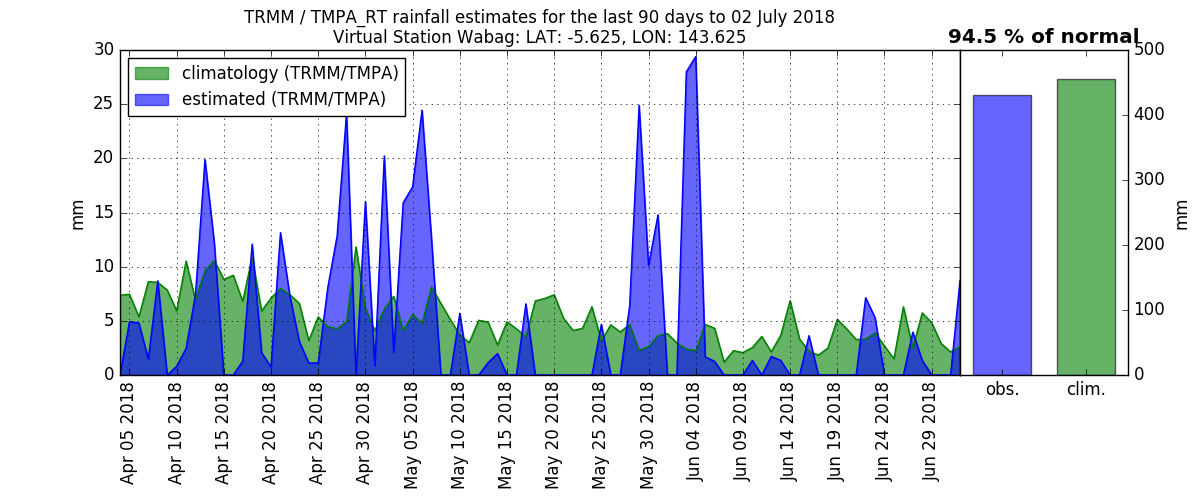 TRMM / TMPA_RT rainfall estimates for the last 90 days to 02 July 2018
Virtual Station Wabag: LAT: -5.625, LON: 143.625
94.5 % of normal
climatology (TRMM/TMPA)
estimated (TRMM/TMPA)
30
25
20
15
10
5
0
mm
500
400
300
200
100
0
mm
Apr 05 2018
Apr 10 2018
Apr 15 2018
Apr 20 2018
Apr 25 2018
Apr 30 2018
May 05 2018
May 10 2018
May 15 2018
May 20 2018
May 25 2018
May 30 2018
Jun 04 2018
Jun 09 2018
Jun 14 2018
Jun 19 2018
Jun 24 2018
Jun 29 2018
obs.
clim.